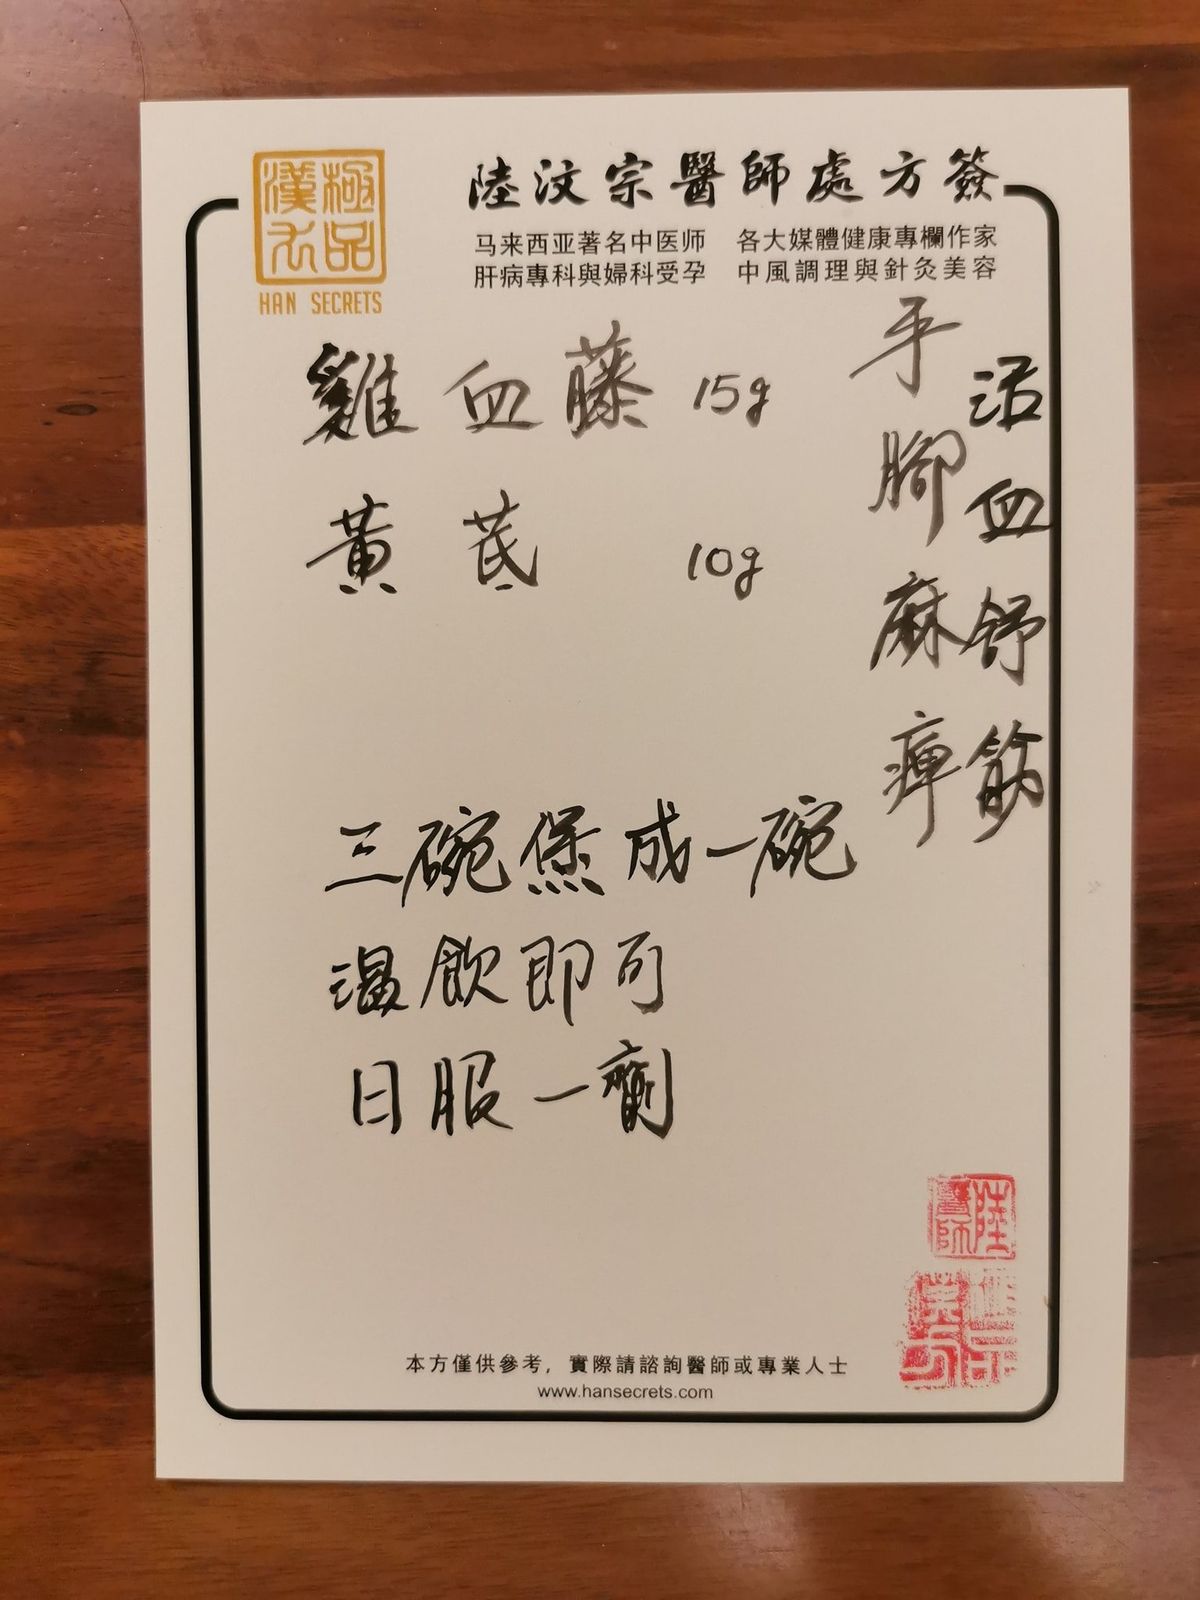 極品
漢方
HAN SECRETS
陸汶宗醫師處方簽
马来西亚著名中医师 各大媒體健康專欄作家
肝病專科與婦科受孕 中風調理與針灸美容
活血舒筋
手腳麻痺
雞血藤 15g
黃芪 10g
三碗煲成一碗
溫飲即可
日服一劑
陸
醫師
本方僅供參考，實際請諮詢醫師或專業人士
www.hansecrets.com